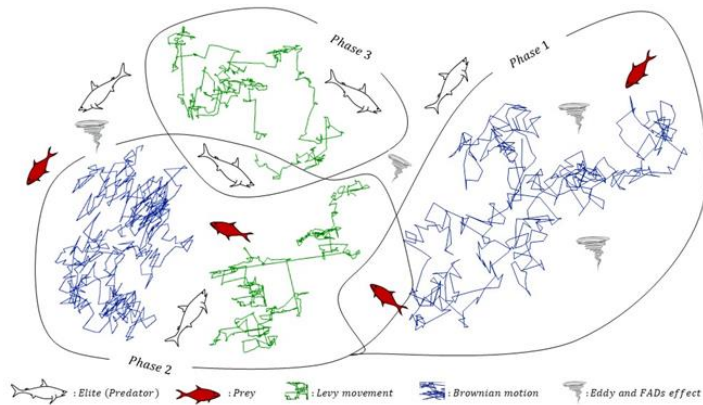 Phase 3
Phase 1
Phase 2
: Elite (Predator)
: Prey
: Levy movement
: Brownian motion
: Eddy and FADs effect